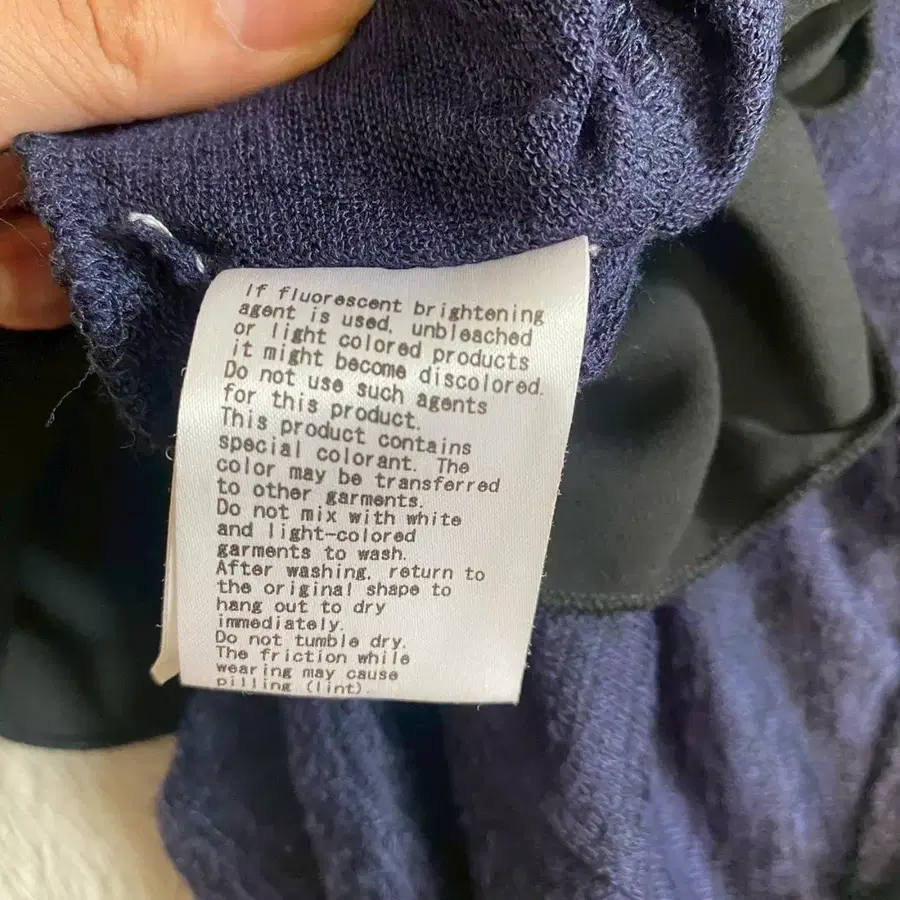 If fluorescent brightening
agent is used, unbleached
or light colored products
it might become discolored.
Do not use such agents
for this product.
This product contains
special colorant. The
color may be transferred
to other garments.
Do not mix with white
and light-colored
garments to wash.
After washing, return to
the original shape to
hang out to dry
immediately.
Do not tumble dry.
The friction while
wearing may cause
pilling (lint).